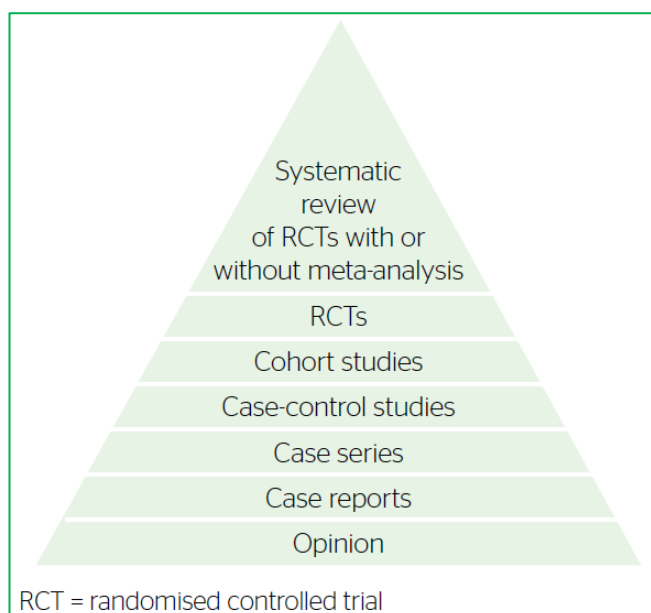 Systematic
review
of RCTs with or
without meta-analysis
RCTs
Cohort studies
Case-control studies
Case series
Case reports
Opinion
RCT = randomised controlled trial